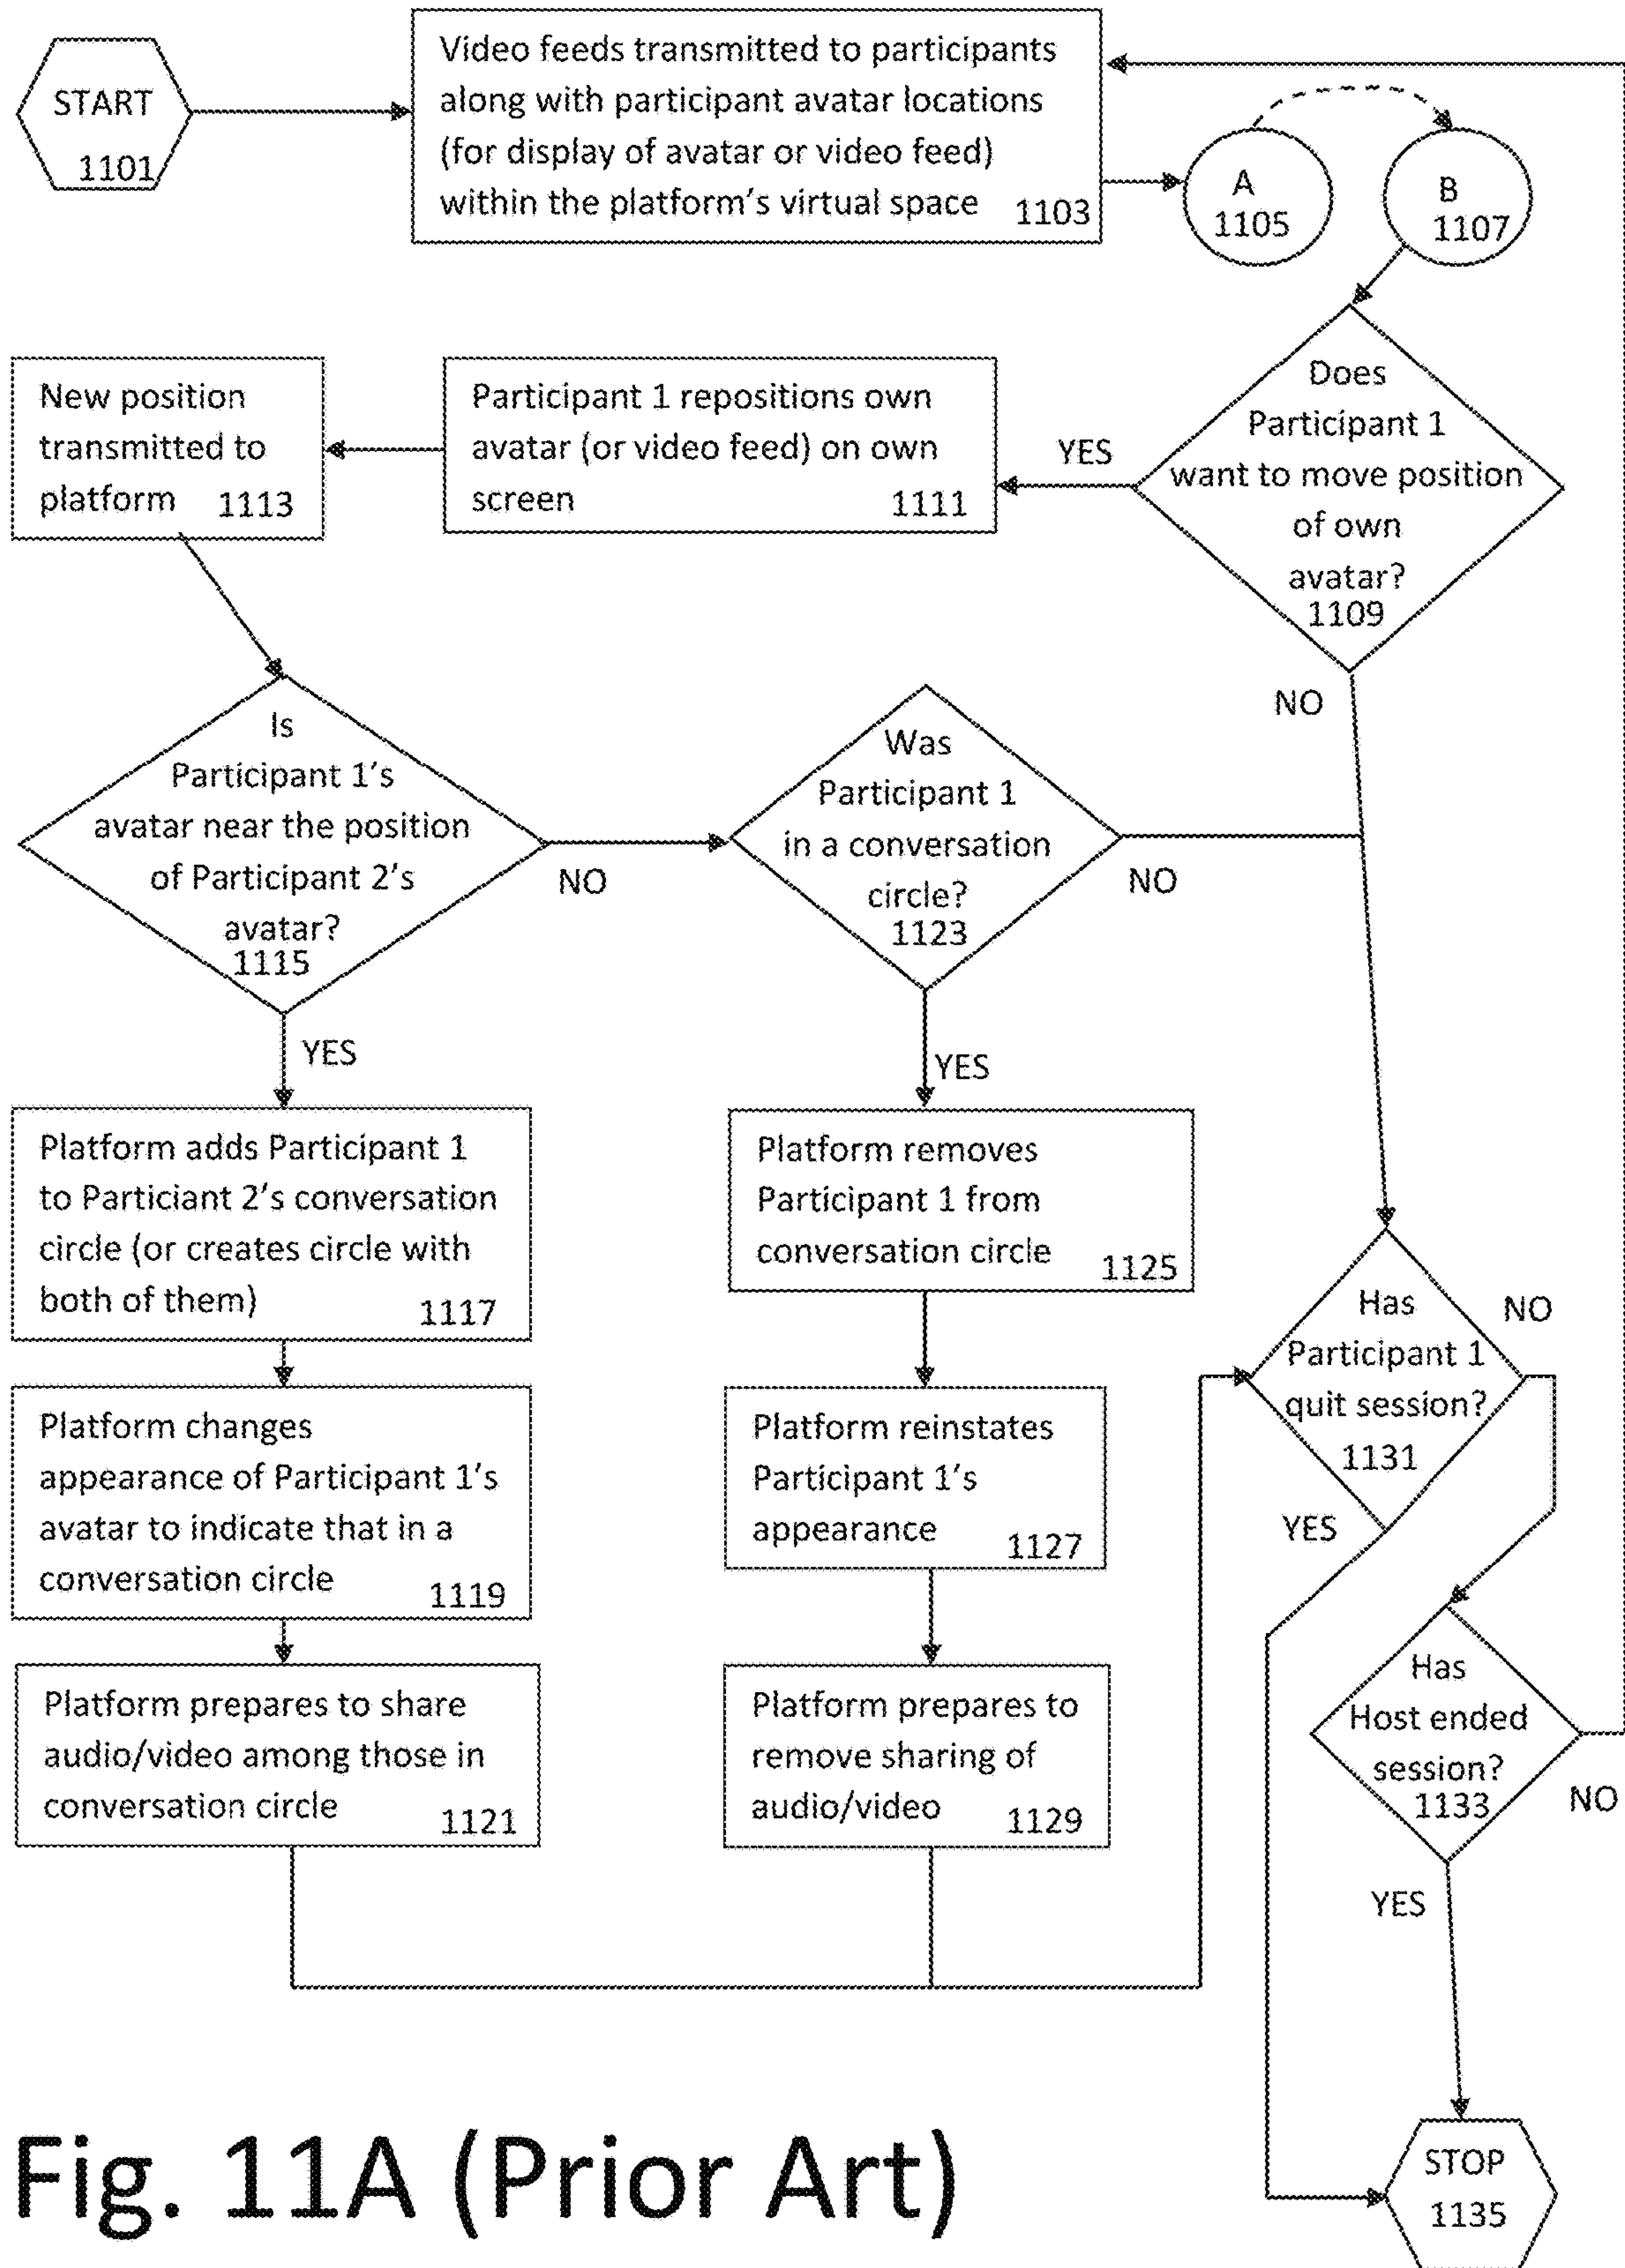 START
1101
Video feeds transmitted to participants
along with participant avatar locations
(for display of avatar or video feed)
within the platform's virtual space 1103
A
1105
B
1107
Does
Participant 1
want to move position
of own
avatar?
1109
YES
NO
Participant 1 repositions own
avatar (or video feed) on own
screen 1111
New position
transmitted to
platform 1113
Is
Participant 1's
avatar near the position
of Participant 2's
avatar?
1115
NO
YES
Was
Participant 1
in a conversation
circle?
1123
NO
YES
Platform adds Participant 1
to Particiant 2's conversation
circle (or creates circle with
both of them) 1117
Platform changes
appearance of Participant 1's
avatar to indicate that in a
conversation circle 1119
Platform prepares to share
audio/video among those in
conversation circle 1121
Platform removes
Participant 1 from
conversation circle 1125
Platform reinstates
Participant 1's
appearance 1127
Platform prepares to
remove sharing of
audio/video 1129
Has
Participant 1
quit session?
1131
NO
YES
Has
Host ended
session?
1133
NO
YES
STOP
1135
Fig. 11A (Prior Art)